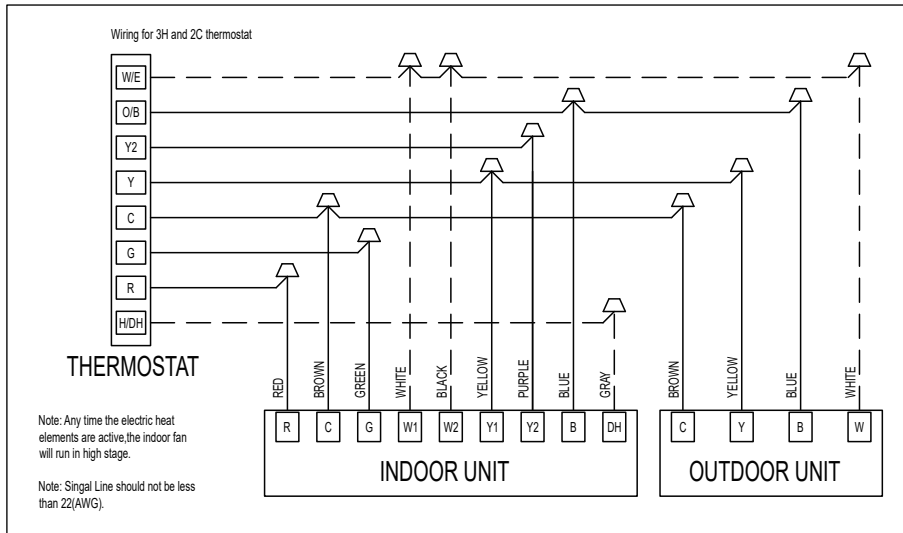 Wiring for 3H and 2C thermostat
W/E
O/B
Y2
Y
C
G
R
H/DH
THERMOSTAT
RED
BROWN
GREEN
WHITE
BLACK
YELLOW
PURPLE
BLUE
GRAY
BROWN
YELLOW
BLUE
WHITE
R C G W1 W2 Y1 Y2 B DH
INDOOR UNIT
C Y B W
OUTDOOR UNIT
Note: Any time the electric heat
elements are active,the indoor fan
will run in high stage.
Note: Singal Line should not be less
than 22(AWG).